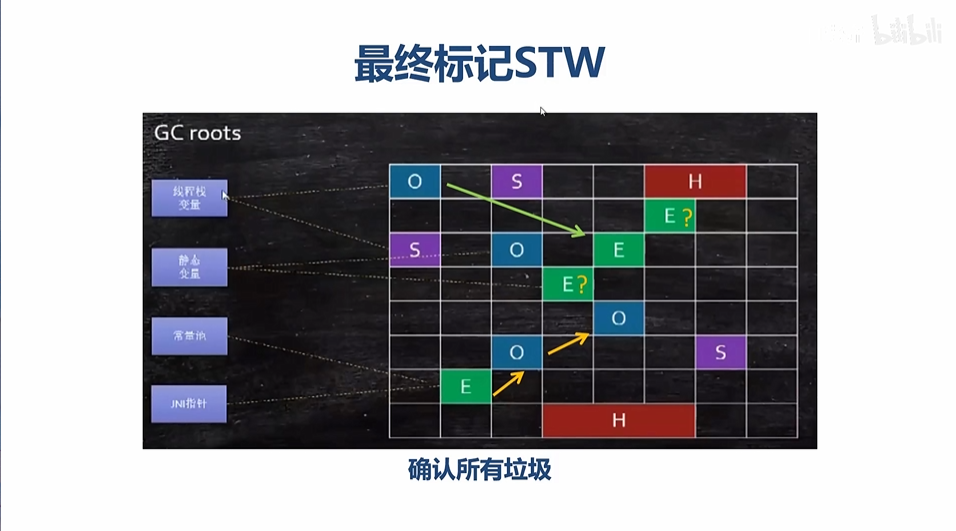 bilibili
最终标记STW
GC roots
线程栈
变量
O
S
H
E ?
静态
变量
S
O
E
E ?
常量池
O
O
S
E
JNI指针
H
确认所有垃圾